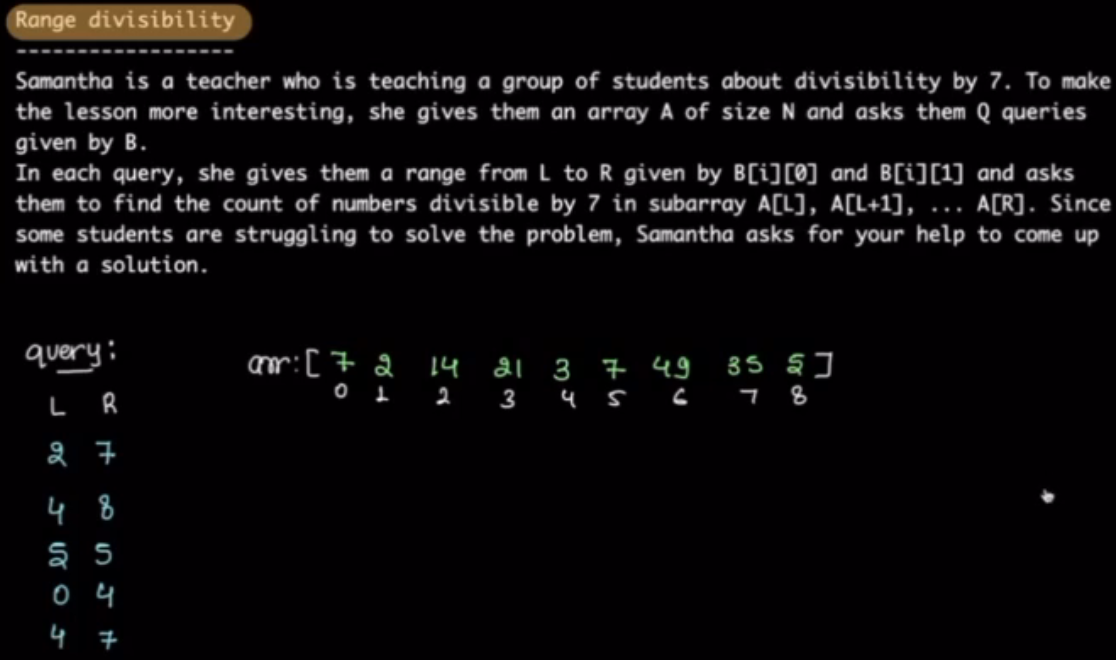 Range divisibility
------------------
Samantha is a teacher who is teaching a group of students about divisibility by 7. To make
the lesson more interesting, she gives them an array A of size N and asks them Q queries
given by B.
In each query, she gives them a range from L to R given by B[i][0] and B[i][1] and asks
them to find the count of numbers divisible by 7 in subarray A[L], A[L+1], ... A[R]. Since
some students are struggling to solve the problem, Samantha asks for your help to come up
with a solution.
query:
arr:[ 7 2 14 21 3 7 49 35 5 ]
0 1 2 3 4 5 6 7 8
L R
2 7
4 8
5 5
0 4
4 7